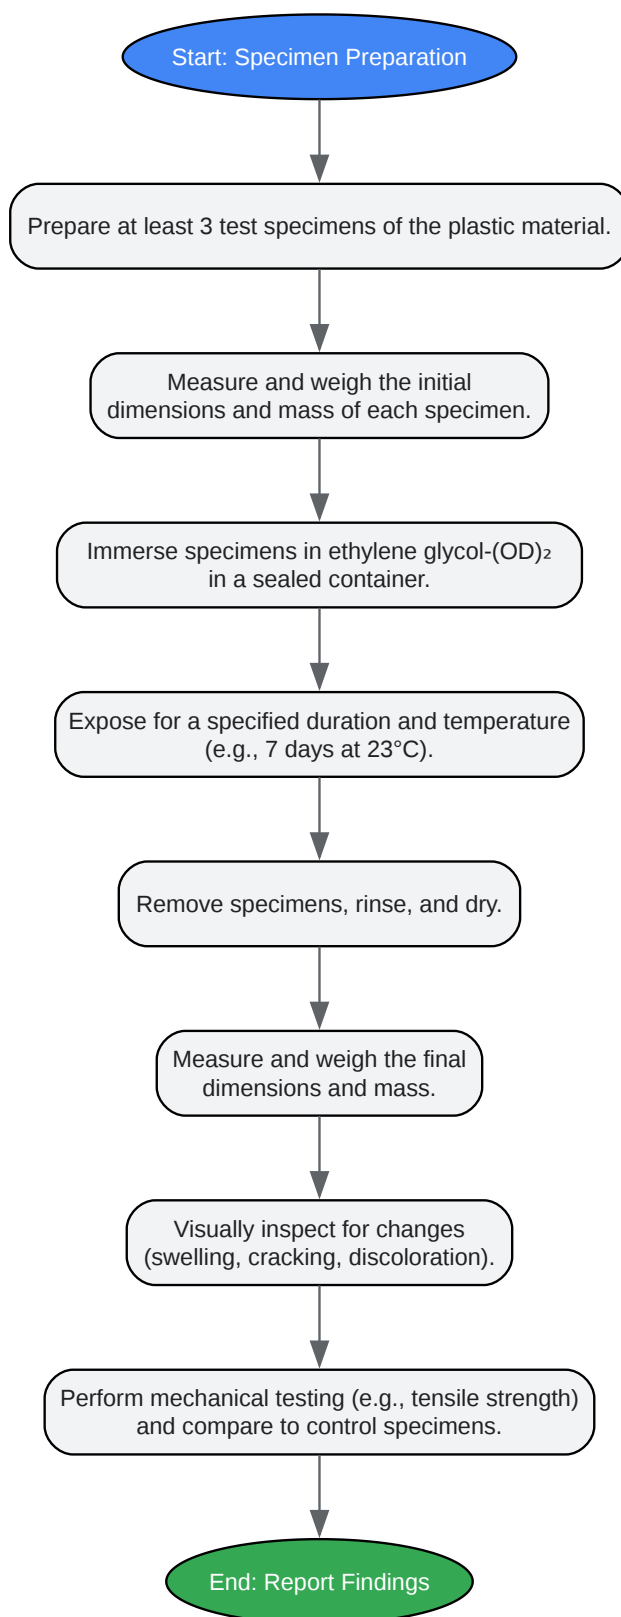 Start: Specimen Preparation
Prepare at least 3 test specimens of the plastic material.
Measure and weigh the initial
dimensions and mass of each specimen.
Immerse specimens in ethylene glycol-(OD)₂
in a sealed container.
Expose for a specified duration and temperature
(e.g., 7 days at 23°C).
Remove specimens, rinse, and dry.
Measure and weigh the final
dimensions and mass.
Visually inspect for changes
(swelling, cracking, discoloration).
Perform mechanical testing (e.g., tensile strength)
and compare to control specimens.
End: Report Findings